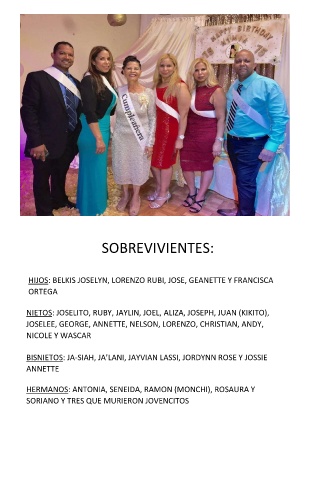 HAPPY BIRTHDAY
75
75
Cumpleañera
SOBREVIVIENTES:
HIJOS: BELKIS JOSELYN, LORENZO RUBI, JOSE, GEANETTE Y FRANCISCA
ORTEGA
NIETOS: JOSELITO, RUBY, JAYLIN, JOEL, ALIZA, JOSEPH, JUAN (KIKITO),
JOSELEE, GEORGE, ANNETTE, NELSON, LORENZO, CHRISTIAN, ANDY,
NICOLE Y WASCAR
BISNIETOS: JA-SIAH, JA'LANI, JAYVIAN LASSI, JORDYNN ROSE Y JOSSIE
ANNETTE
HERMANOS: ANTONIA, SENEIDA, RAMON (MONCHI), ROSAURA Y
SORIANO Y TRES QUE MURIERON JOVENCITOS